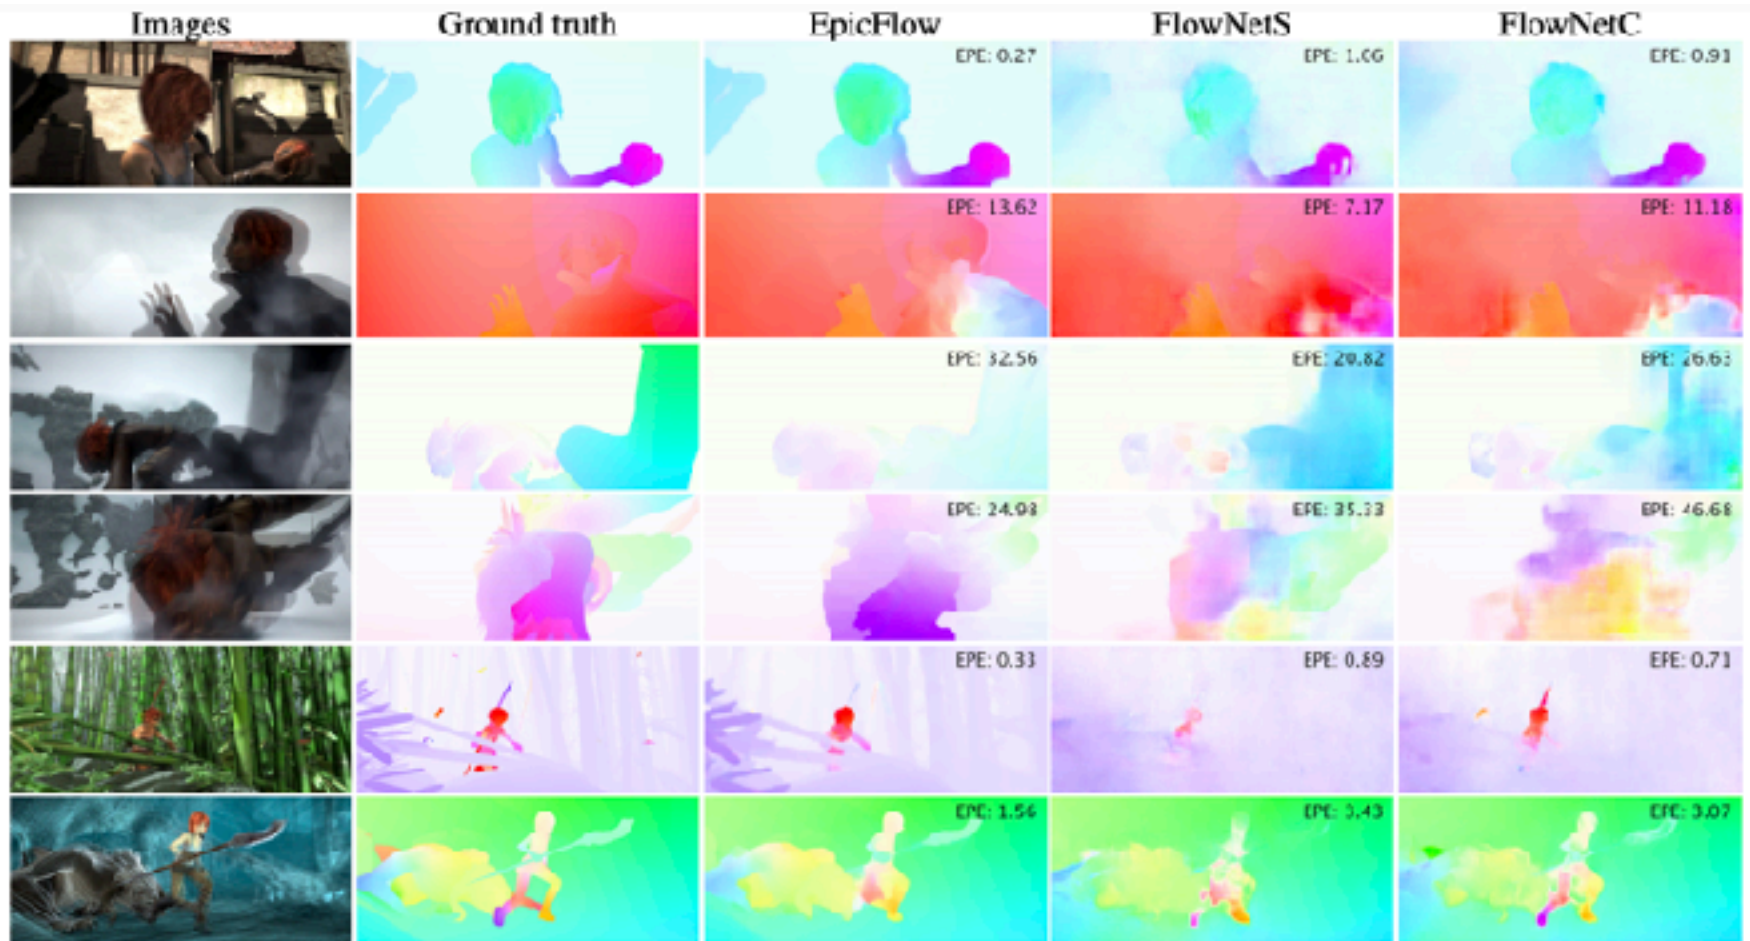 Images Ground truth EpicFlow FlowNetS FlowNetC
EPE: 0.27 EPE: 1.06 EPE: 0.91
EPE: 13.62 EPE: 7.17 EPE: 11.18
EPE: 32.56 EPE: 20.82 EPE: 26.63
EPE: 24.98 EPE: 35.33 EPE: 46.68
EPE: 0.33 EPE: 0.89 EPE: 0.71
EPE: 1.56 EPE: 3.43 EPE: 3.07